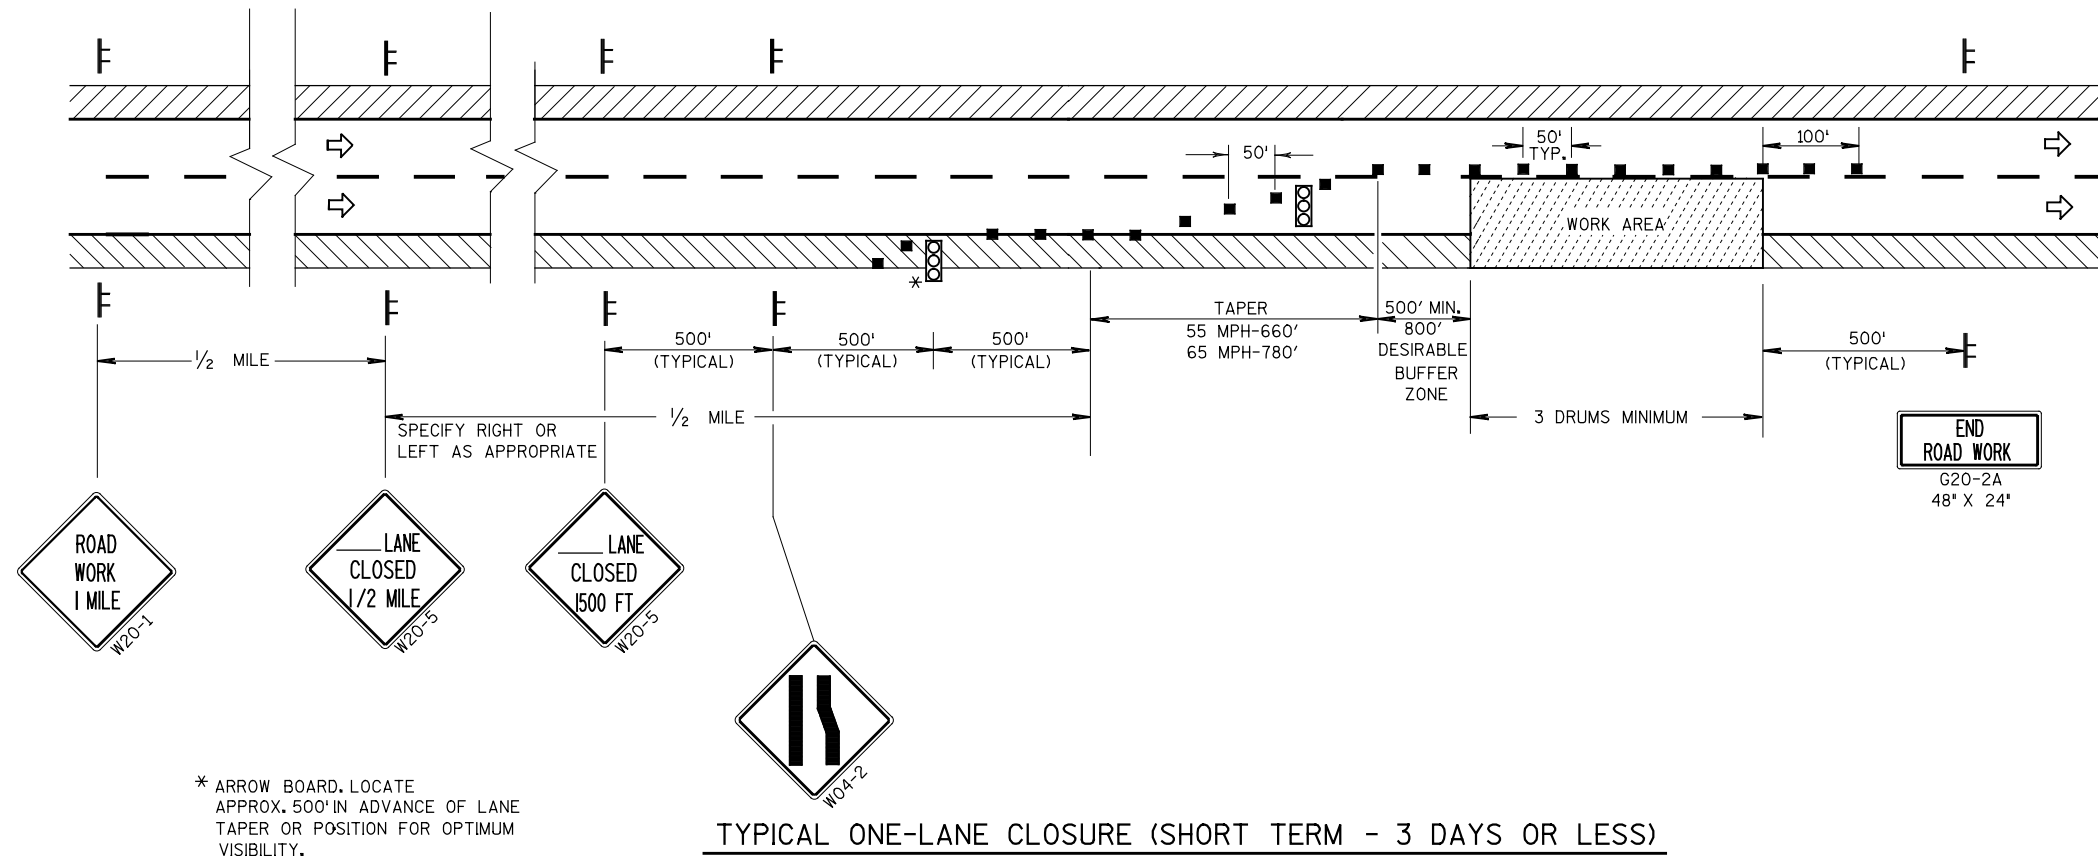 50'
50'
TYP.
100'
WORK AREA
*
TAPER
55 MPH-660'
65 MPH-780'
500' MIN.
800'
DESIRABLE
BUFFER
ZONE
1/2 MILE
500'
(TYPICAL)
500'
(TYPICAL)
500'
(TYPICAL)
500'
(TYPICAL)
1/2 MILE
3 DRUMS MINIMUM
SPECIFY RIGHT OR
LEFT AS APPROPRIATE
END
ROAD WORK
G20-2A
48" X 24"
ROAD
WORK
1 MILE
W20-1
____ LANE
CLOSED
1/2 MILE
W20-5
____ LANE
CLOSED
1500 FT
W20-5
W04-2
* ARROW BOARD. LOCATE
APPROX. 500' IN ADVANCE OF LANE
TAPER OR POSITION FOR OPTIMUM
VISIBILITY.
TYPICAL ONE-LANE CLOSURE (SHORT TERM - 3 DAYS OR LESS)